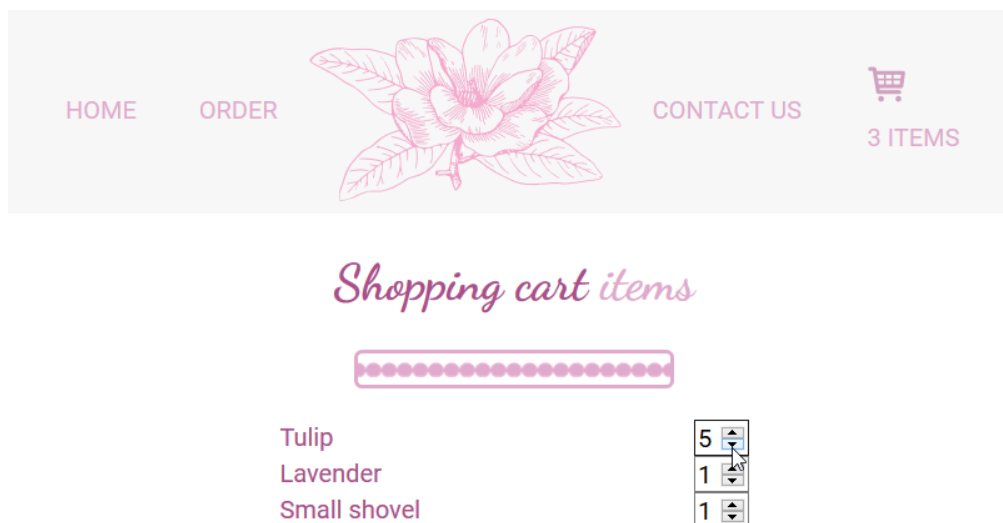 HOME ORDER CONTACT US
3 ITEMS
Shopping cart items
Tulip 5
Lavender 1
Small shovel 1